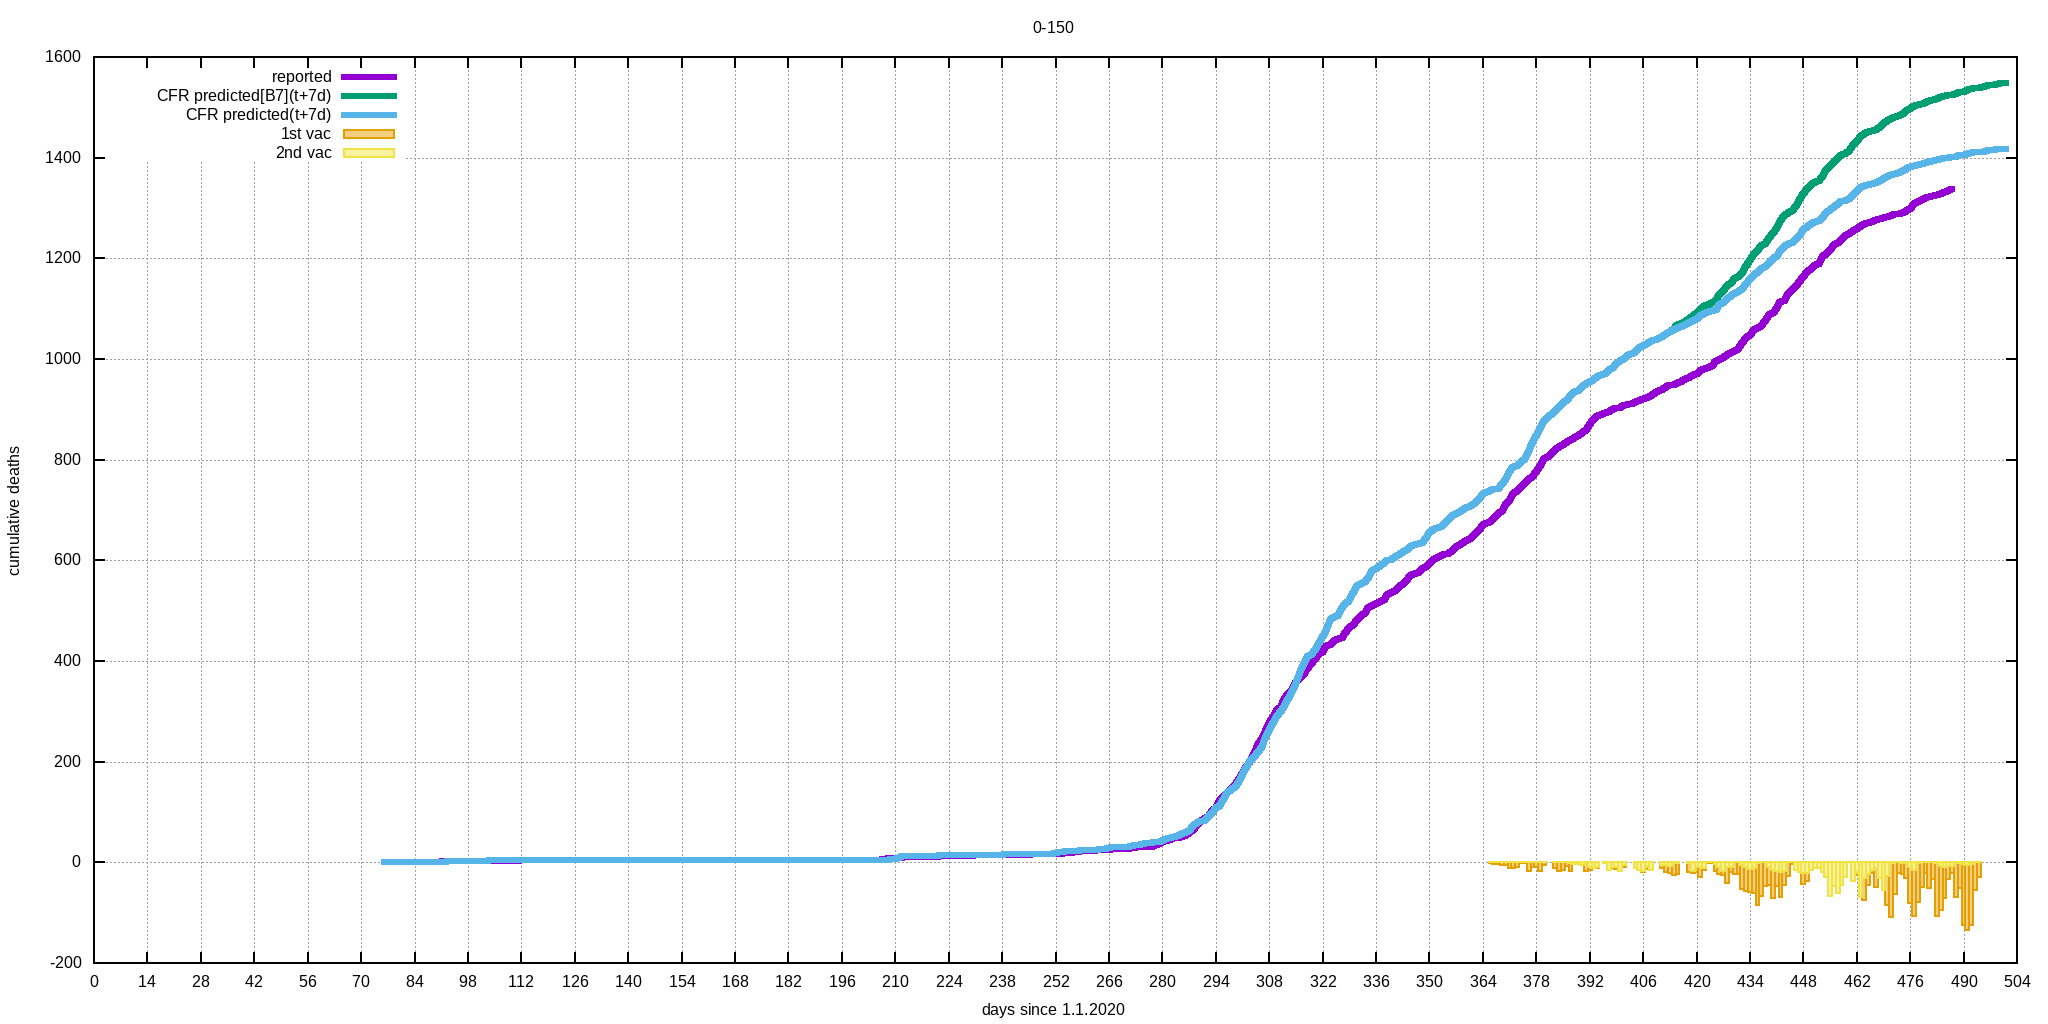 0-150
reported
CFR predicted[B7](t+7d)
CFR predicted(t+7d)
1st vac
2nd vac
1600
1400
1200
1000
800
600
400
200
0
-200
cumulative deaths
0 14 28 42 56 70 84 98 112 126 140 154 168 182 196 210 224 238 252 266 280 294 308 322 336 350 364 378 392 406 420 434 448 462 476 490 504
days since 1.1.2020